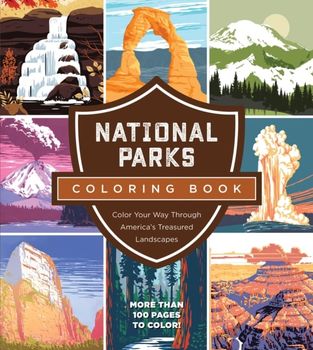 NATIONAL
PARKS
COLORING BOOK
Color Your Way Through
America's Treasured
Landscapes
MORE THAN
100 PAGES
TO COLOR!